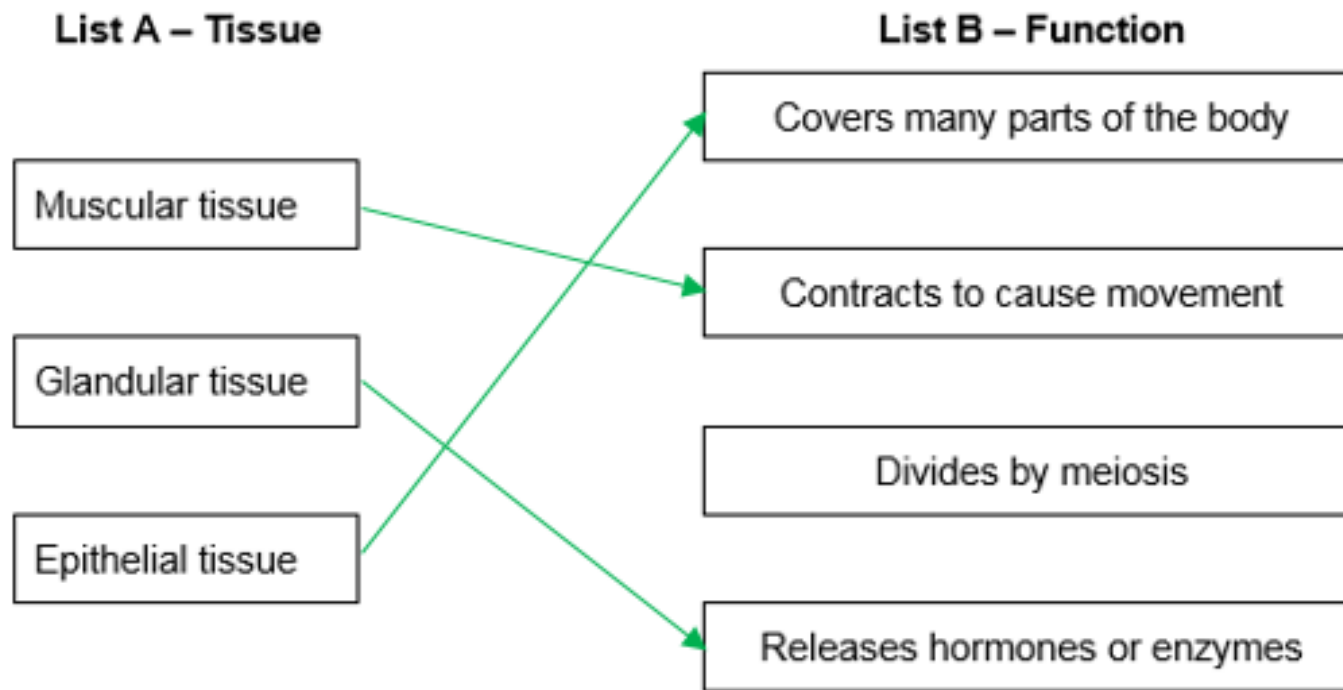 List A – Tissue
List B – Function
Muscular tissue
Glandular tissue
Epithelial tissue
Covers many parts of the body
Contracts to cause movement
Divides by meiosis
Releases hormones or enzymes